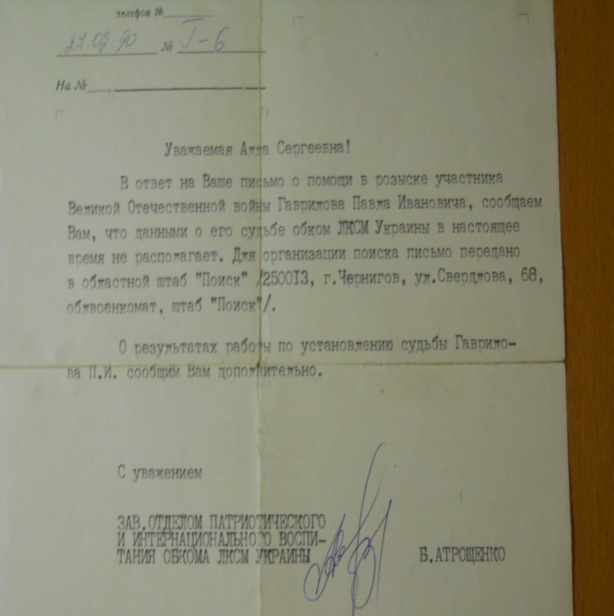 телефон №
27.02.90 № I-6
На №
Уважаемая Алла Сергеевна!
В ответ на Ваше письмо о помощи в розыске участника
Великой Отечественной войны Гаврилова Павла Ивановича, сообщаем
Вам, что данными о его судьбе обком ЛКСМ Украины в настоящее
время не располагает. Для организации поиска письмо передано
в областной штаб "Поиск" /250013, г.Чернигов, ул.Свердлова, 68,
облвоенкомат, штаб "Поиск"/.
О результатах работы по установлению судьбы Гаврило-
ва П.И. сообщим Вам дополнительно.
С уважением
ЗАВ.ОТДЕЛОМ ПАТРИОТИЧЕСКОГО
И ИНТЕРНАЦИОНАЛЬНОГО ВОСПИ-
ТАНИЯ ОБКОМА ЛКСМ УКРАИНЫ
Б.АТРОЩЕНКО